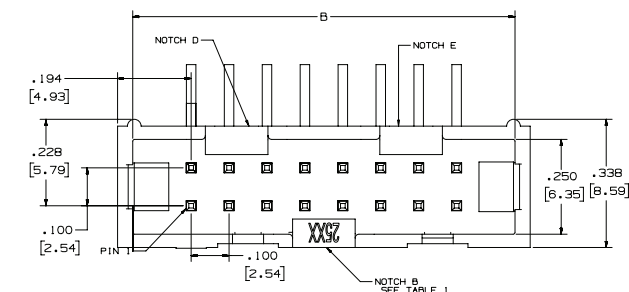 B
NOTCH D
NOTCH E
.194
[4.93]
.228
[5.79]
.250
[6.35]
.338
[8.59]
.100
[2.54]
PIN 1
25XX
.100
[2.54]
NOTCH B
SEE TABLE 1